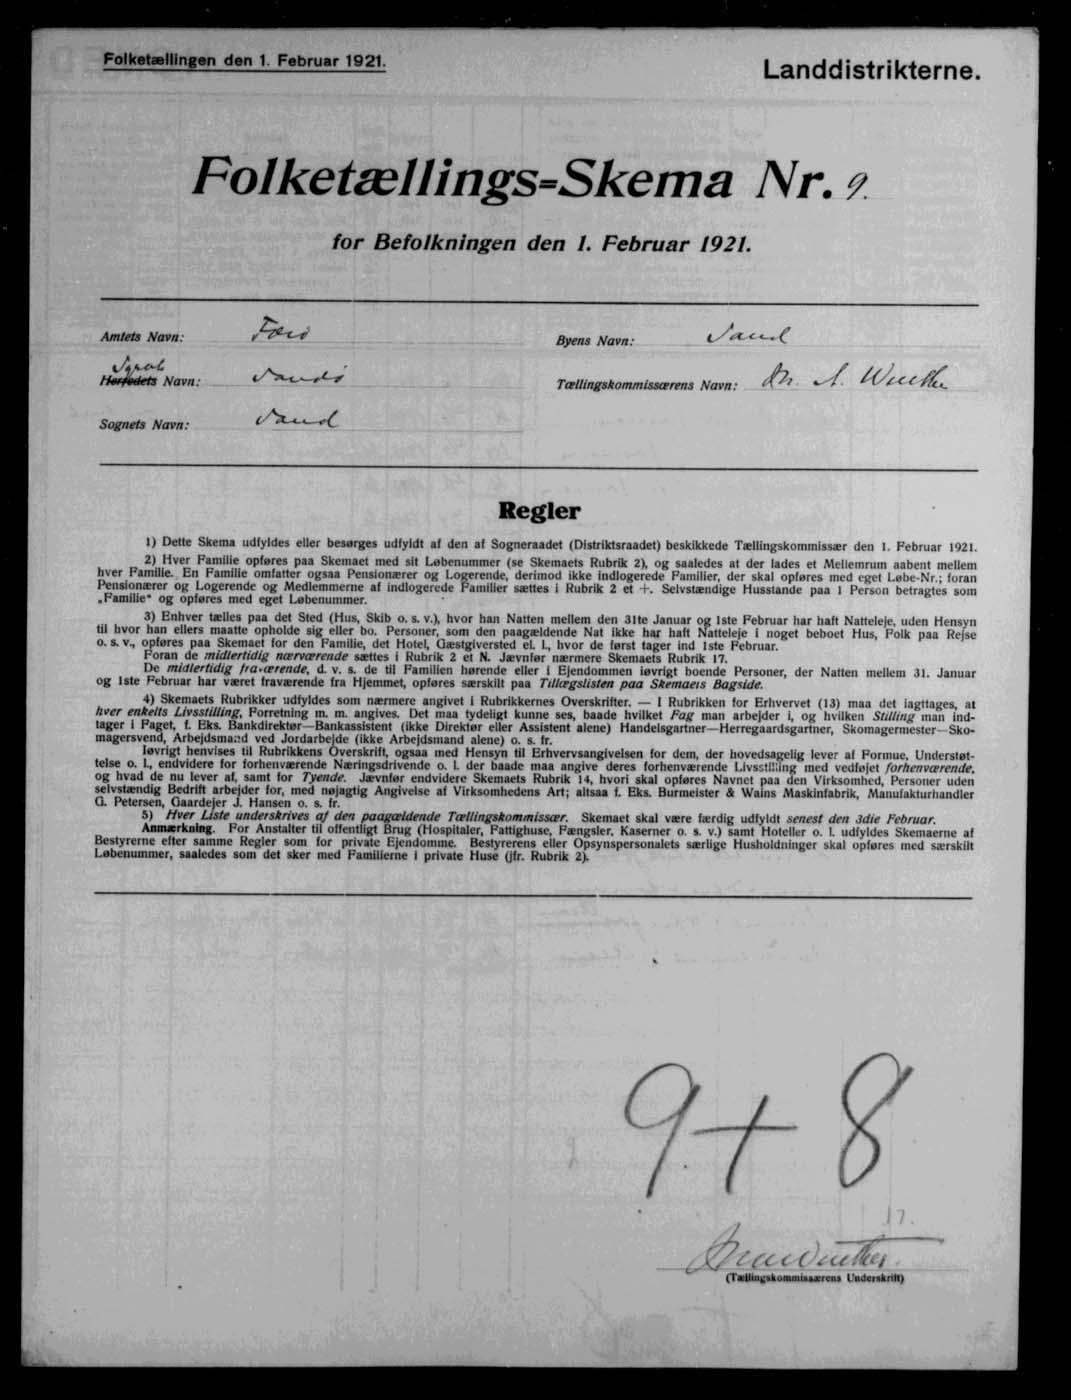 Folketællingen den 1. Februar 1921.
Landdistrikterne.
Folketællings=Skema Nr. 9.
for Befolkningen den 1. Februar 1921.
Amtets Navn: Færø
Byens Navn: Sand
Syssel
Herredets Navn: Sandø
Tællingskommissærens Navn: A. Winther
Sognets Navn: Sand
Regler
1) Dette Skema udfyldes eller besørges udfyldt af den af Sogneraadet (Distriktsraadet) beskikkede Tællingskommissær den 1. Februar 1921.
2) Hver Familie opføres paa Skemaet med sit Løbenummer (se Skemaets Rubrik 2), og saaledes at der lades et Mellemrum aabent mellem
hver Familie. En Familie omfatter ogsaa Pensionærer og Logerende, derimod ikke indlogerede Familier, der skal opføres med eget Løbe-Nr.; foran
Pensionærer og Logerende og Medlemmerne af indlogerede Familier sættes i Rubrik 2 et +. Selvstændige Husstande paa 1 Person betragtes som
„Familie“ og opføres med eget Løbenummer.
3) Enhver tælles paa det Sted (Hus, Skib o. s. v.), hvor han Natten mellem den 31te Januar og 1ste Februar har haft Natteleje, uden Hensyn
til hvor han ellers maatte opholde sig eller bo. Personer, som den paagældende Nat ikke har haft Natteleje i noget beboet Hus, Folk paa Rejse
o. s. v., opføres paa Skemaet for den Familie, det Hotel, Gæstgiversted el. l., hvor de først tager ind 1ste Februar.
Foran de midlertidig nærværende sættes i Rubrik 2 et N. Jævnfør nærmere Skemaets Rubrik 17.
De midlertidig fraværende, d. v. s. de til Familien hørende eller i Ejendommen iøvrigt boende Personer, der Natten mellem 31. Januar
og 1ste Februar har været fraværende fra Hjemmet, opføres særskilt paa Tillægslisten paa Skemaets Bagside.
4) Skemaets Rubrikker udfyldes som nærmere angivet i Rubrikkernes Overskrifter. — I Rubrikken for Erhvervet (13) maa det iagttages, at
hver enkelts Livsstilling, Forretning m. m. angives. Det maa tydeligt kunne ses, baade hvilket Fag man arbejder i, og hvilken Stilling man ind-
tager i Faget, f. Eks. Bankdirektør—Bankassistent (ikke Direktør eller Assistent alene) Handelsgartner—Herregaardsgartner, Skomagermester—Sko-
magersvend, Arbejdsmand ved Jordarbejde (ikke Arbejdsmand alene) o. s. fr.
Iøvrigt henvises til Rubrikkens Overskrift, ogsaa med Hensyn til Erhvervsangivelsen for dem, der hovedsagelig lever af Formue, Understøt-
telse o. l., endvidere for forhenværende Næringsdrivende o. l. der baade maa angive deres forhenværende Livsstilling med vedføjet forhenværende,
og hvad de nu lever af, samt for Tyende. Jævnfør endvidere Skemaets Rubrik 14, hvori skal opføres Navnet paa den Virksomhed, Personer uden
selvstændig Bedrift arbejder for, med nøjagtig Angivelse af Virksomhedens Art; altsaa f. Eks. Burmeister & Wains Maskinfabrik, Manufakturhandler
G. Petersen, Gaardejer J. Hansen o. s. fr.
5) Hver Liste underskrives af den paagældende Tællingskommissær. Skemaet skal være færdig udfyldt senest den 3die Februar.
Anmærkning. For Anstalter til offentligt Brug (Hospitaler, Fattighuse, Fængsler, Kaserner o. s. v.) samt Hoteller o. l. udfyldes Skemaerne af
Bestyrerne efter samme Regler som for private Ejendomme. Bestyrerens eller Opsynspersonalets særlige Husholdninger skal opføres med særskilt
Løbenummer, saaledes som det sker med Familierne i private Huse (jfr. Rubrik 2).
9 + 8
17.
Winther.
(Tællingskommissærens Underskrift)